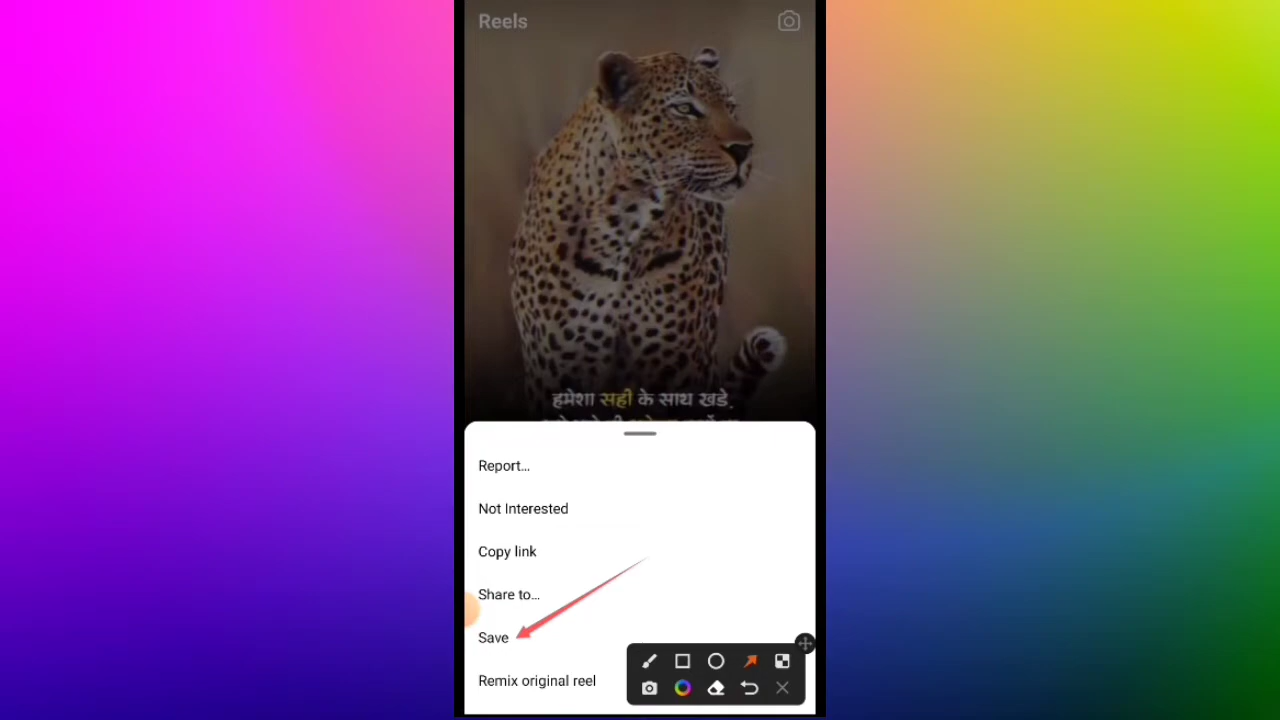 Reels
हमेशा सही के साथ खडे,
Report...
Not Interested
Copy link
Share to...
Save
Remix original reel